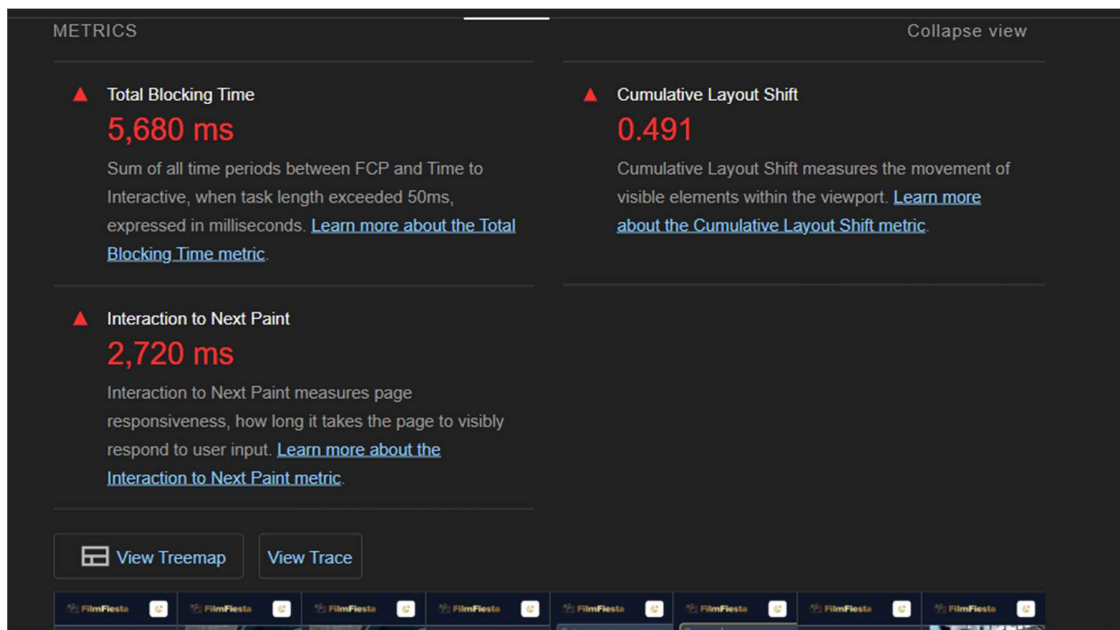 METRICS
Collapse view
Total Blocking Time
5,680 ms
Sum of all time periods between FCP and Time to
Interactive, when task length exceeded 50ms,
expressed in milliseconds. Learn more about the Total
Blocking Time metric.
Cumulative Layout Shift
0.491
Cumulative Layout Shift measures the movement of
visible elements within the viewport. Learn more
about the Cumulative Layout Shift metric.
Interaction to Next Paint
2,720 ms
Interaction to Next Paint measures page
responsiveness, how long it takes the page to visibly
respond to user input. Learn more about the
Interaction to Next Paint metric.
View Treemap
View Trace
FilmFiesta FilmFiesta FilmFiesta FilmFiesta FilmFiesta FilmFiesta FilmFiesta FilmFiesta